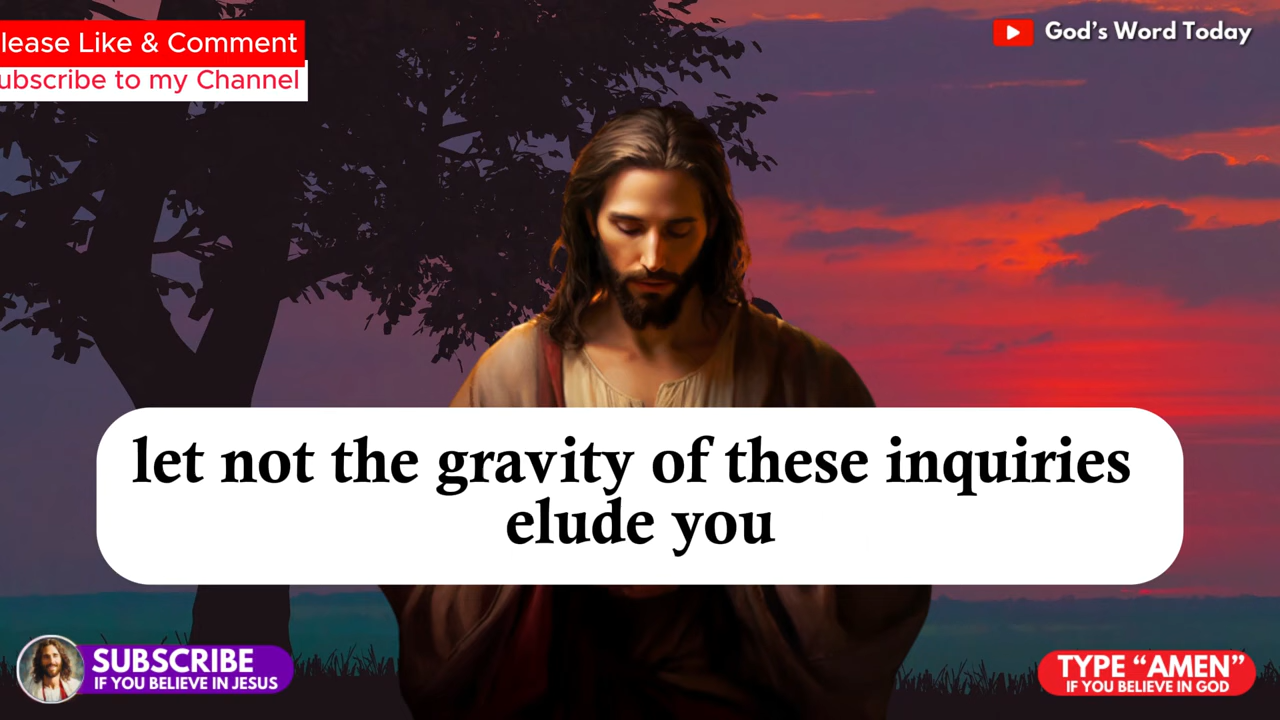 lease Like & Comment
ubscribe to my Channel
God's Word Today
let not the gravity of these inquiries
elude you
SUBSCRIBE
IF YOU BELIEVE IN JESUS
TYPE “AMEN”
IF YOU BELIEVE IN GOD